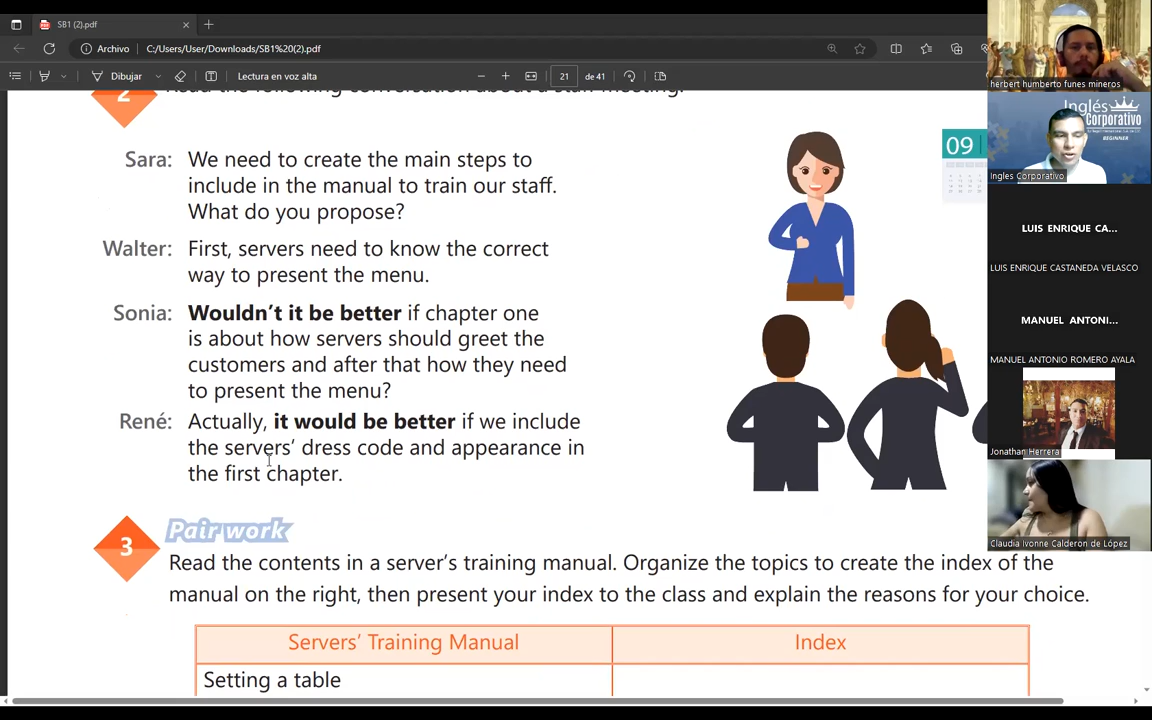 SB1 (2).pdf
Archivo
C:/Users/User/Downloads/SB1%20(2).pdf
Dibujar
Lectura en voz alta
21
de 41
2
Read the following conversation about a staff meeting.
Sara: We need to create the main steps to
include in the manual to train our staff.
What do you propose?
Walter: First, servers need to know the correct
way to present the menu.
Sonia: Wouldn't it be better if chapter one
is about how servers should greet the
customers and after that how they need
to present the menu?
René: Actually, it would be better if we include
the servers' dress code and appearance in
the first chapter.
09
3
Pair work
Read the contents in a server's training manual. Organize the topics to create the index of the
manual on the right, then present your index to the class and explain the reasons for your choice.
Servers' Training Manual
Index
Setting a table
herbert humberto funes mineros
Inglés
Corporativo
BEGINNER
Ingles Corporativo
LUIS ENRIQUE CA...
LUIS ENRIQUE CASTANEDA VELASCO
MANUEL ANTONI...
MANUEL ANTONIO ROMERO AYALA
Jonathan Herrera
Claudia Ivonne Calderon de López